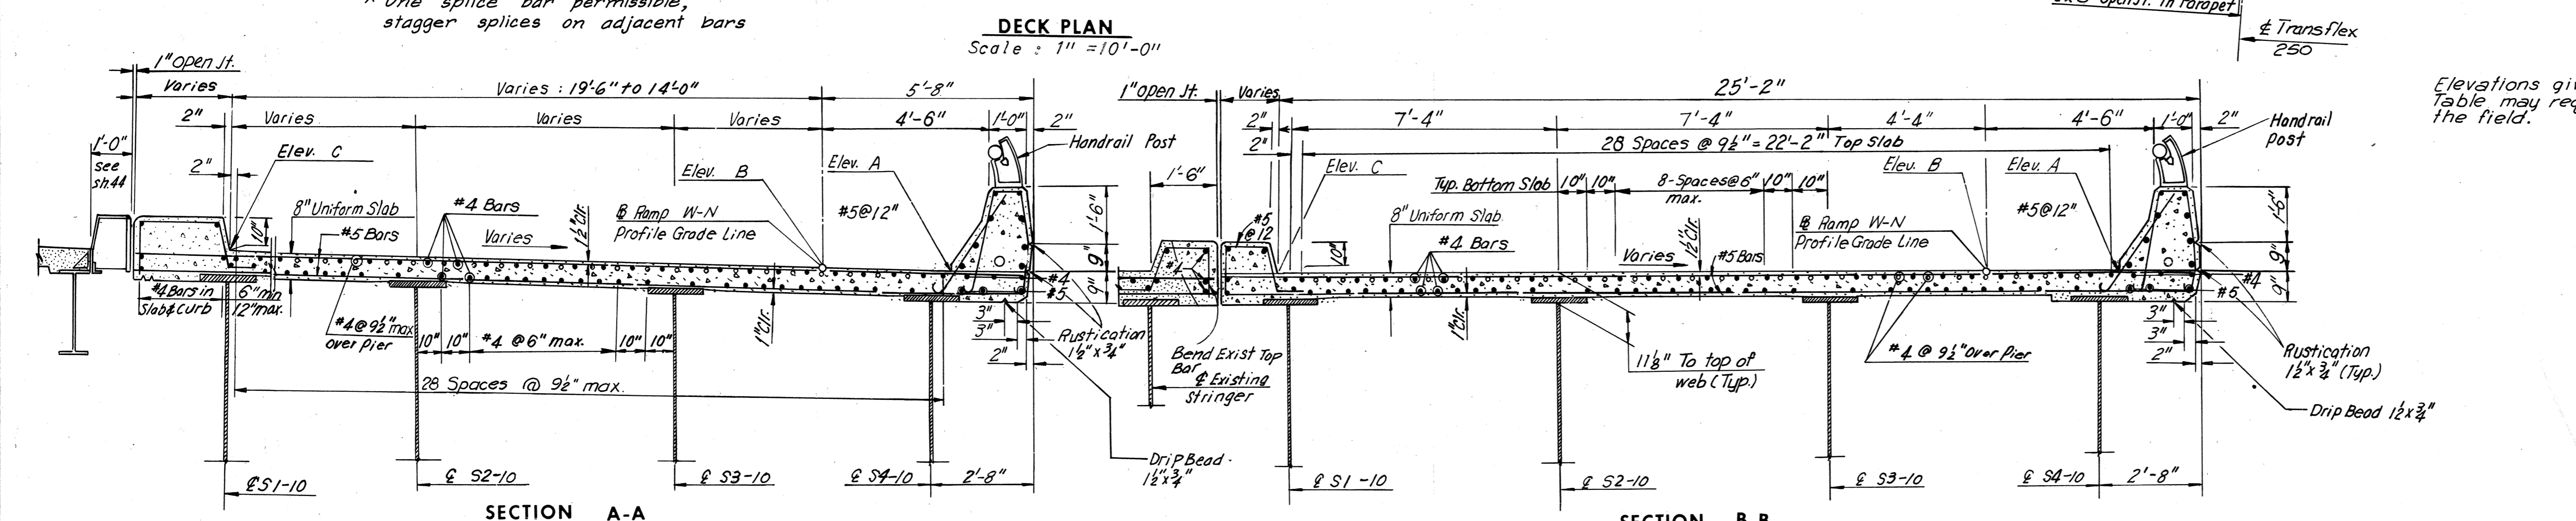 * One splice bar permissible,
stagger splices on adjacent bars
DECK PLAN
Scale : 1" = 10'-0"
in Parapet
℄ Transflex
250
Elevations
Table may
the field.
1" Open Jt.
Varies
Varies : 19'-6" to 14'-0"
5'-8"
2"
Varies
Varies
Varies
4'-6"
1'-0"
2"
1'-0"
see
sh.44
2"
Elev. C
Elev. B
Elev. A
Handrail Post
10"
8" Uniform Slab
#4 Bars
#5 Bars
Varies
1½" Clr.
℔ Ramp W-N
Profile Grade Line
#5@12"
1'-6"
9"
9"
#4
#5
#4 Bars in
Slab & Curb
6" min
12" max.
#4 @ 9½" max
over Pier
10"
10"
#4 @ 6" max.
10"
10"
1" Clr.
3"
3"
2"
Rustication
1½" x ¾"
28 Spaces @ 9½" max.
Drip Bead
1½" x ¾"
℄ S1-10
℄ S2-10
℄ S3-10
℄ S4-10
2'-8"
SECTION A-A
1" Open Jt.
Varies
25'-2"
2"
7'-4"
7'-4"
4'-4"
4'-6"
1'-0"
2"
2"
28 Spaces @ 9½" = 22'-2" Top Slab
Handrail
Post
1'-6"
Elev. C
Typ. Bottom Slab
10"
10"
8-Spaces @ 6"
max.
10"
10"
Elev. B
Elev. A
#5
@ 12
10"
8" Uniform Slab
#4 Bars
Varies
1½" Clr.
#5 Bars
℔ Ramp W-N
Profile Grade Line
#5@12"
1'-6"
9"
9"
#4
#5
1" Clr.
Bend Exist Top
Bar
℄ Existing
Stringer
11⅛" To top of
web (Typ.)
#4 @ 9½" Over Pier
3"
3"
2"
Rustication
1½" x ¾" (Typ.)
Drip Bead 1½ x ¾"
℄ S1-10
℄ S2-10
℄ S3-10
℄ S4-10
2'-8"
SECTION B-B